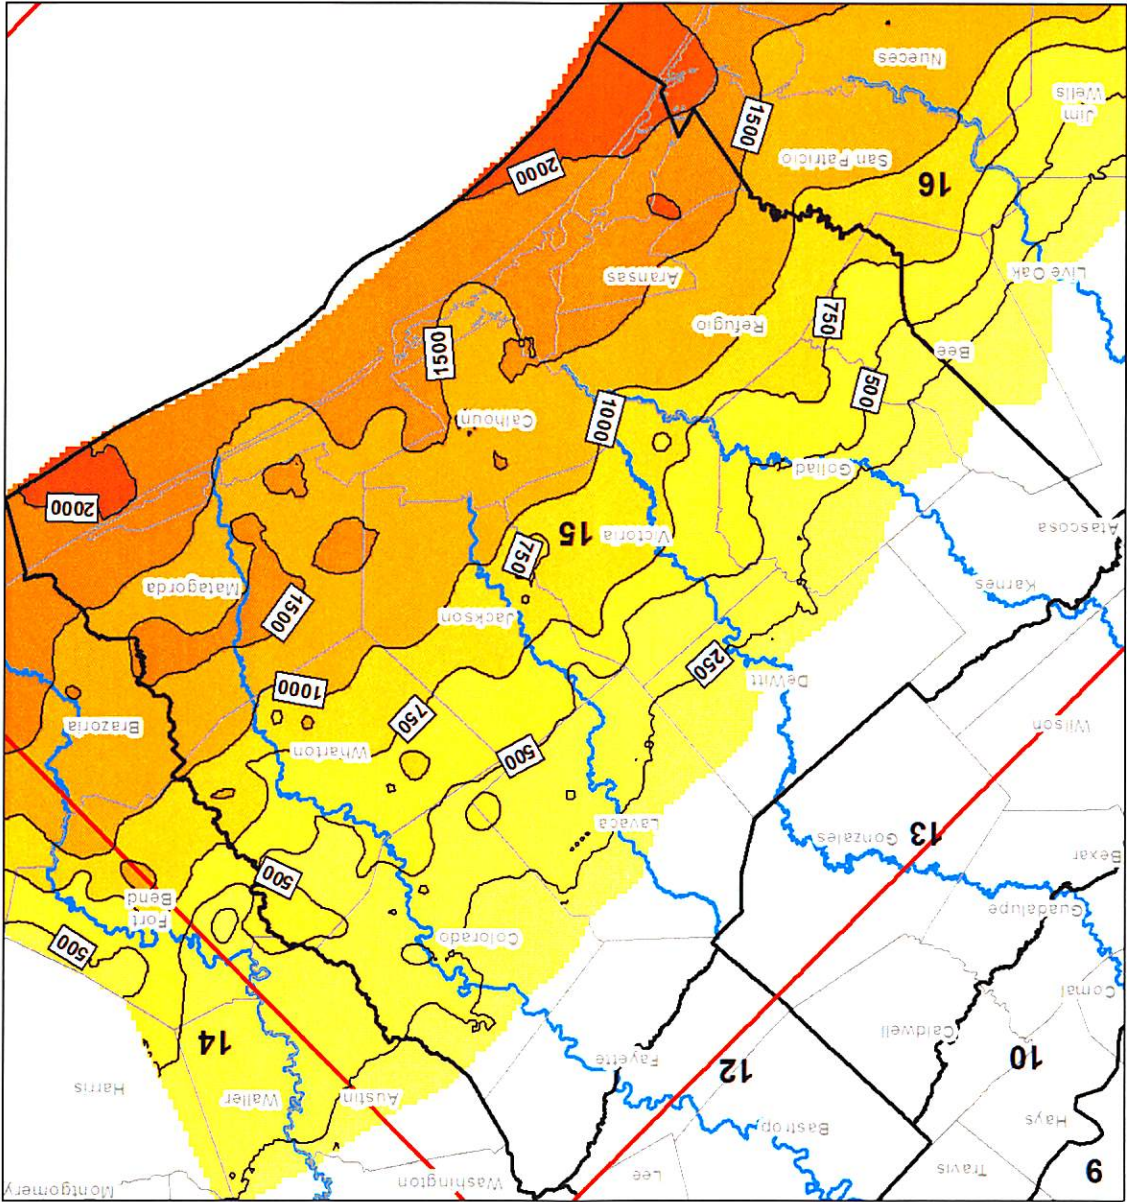 9
Travis
Lee
Washington
Montgomery
Hays
Bastrop
Austin
Waller
Harris
10
12
Fayette
14
Caldwell
Comal
500
Colorado
Guadalupe
Fort
Bend
500
Bexar
13
Gonzales
Lavaca
500
Wharton
Brazoria
Wilson
750
1000
DeWitt
250
Jackson
1500
Matagorda
Karnes
750
Victoria
15
Atascosa
2000
Goliad
1000
Calhoun
500
Bee
1500
750
Refugio
Aransas
Live Oak
16
2000
San Patricio
1500
Jim
Wells
Nueces